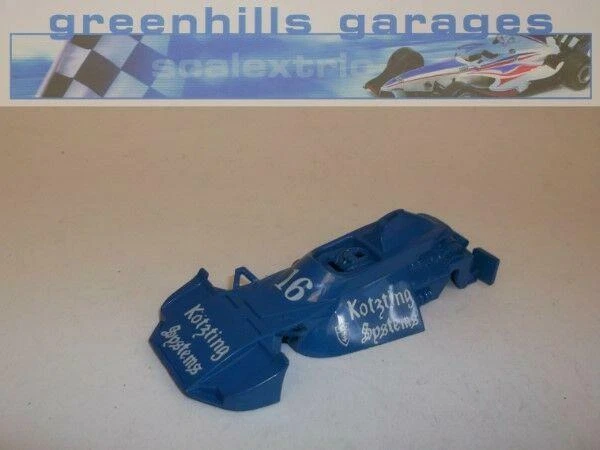 greenhills garages
scalextric
16
Kotzting
Systems
Kotzting
Systems